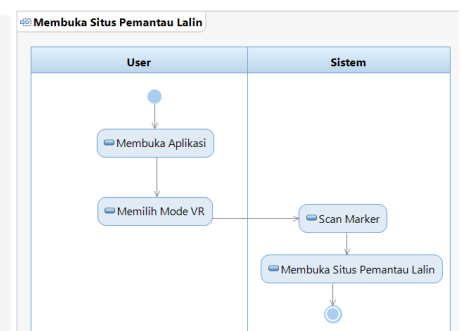 Membuka Situs Pemantau Lalin
User
Sistem
Membuka Aplikasi
Memilih Mode VR
Scan Marker
Membuka Situs Pemantau Lalin